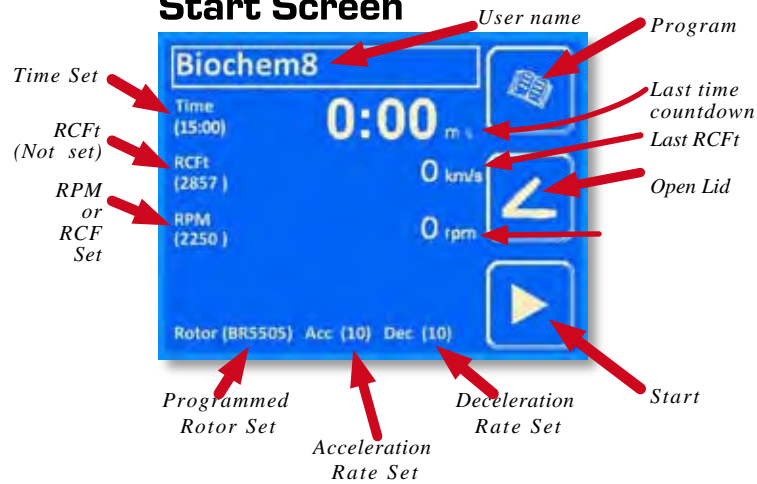 Start Screen
User name
Program
Biochem8
Time Set
Time
(15:00)
0:00 m s
Last time
countdown
RCFt
(Not set)
RCFt
(2857 )
0 km/s
Last RCFt
RPM
or
RCF
Set
RPM
(2250 )
0 rpm
Open Lid
Rotor (BR5505) Acc (10) Dec (10)
Programmed
Rotor Set
Acceleration
Rate Set
Deceleration
Rate Set
Start